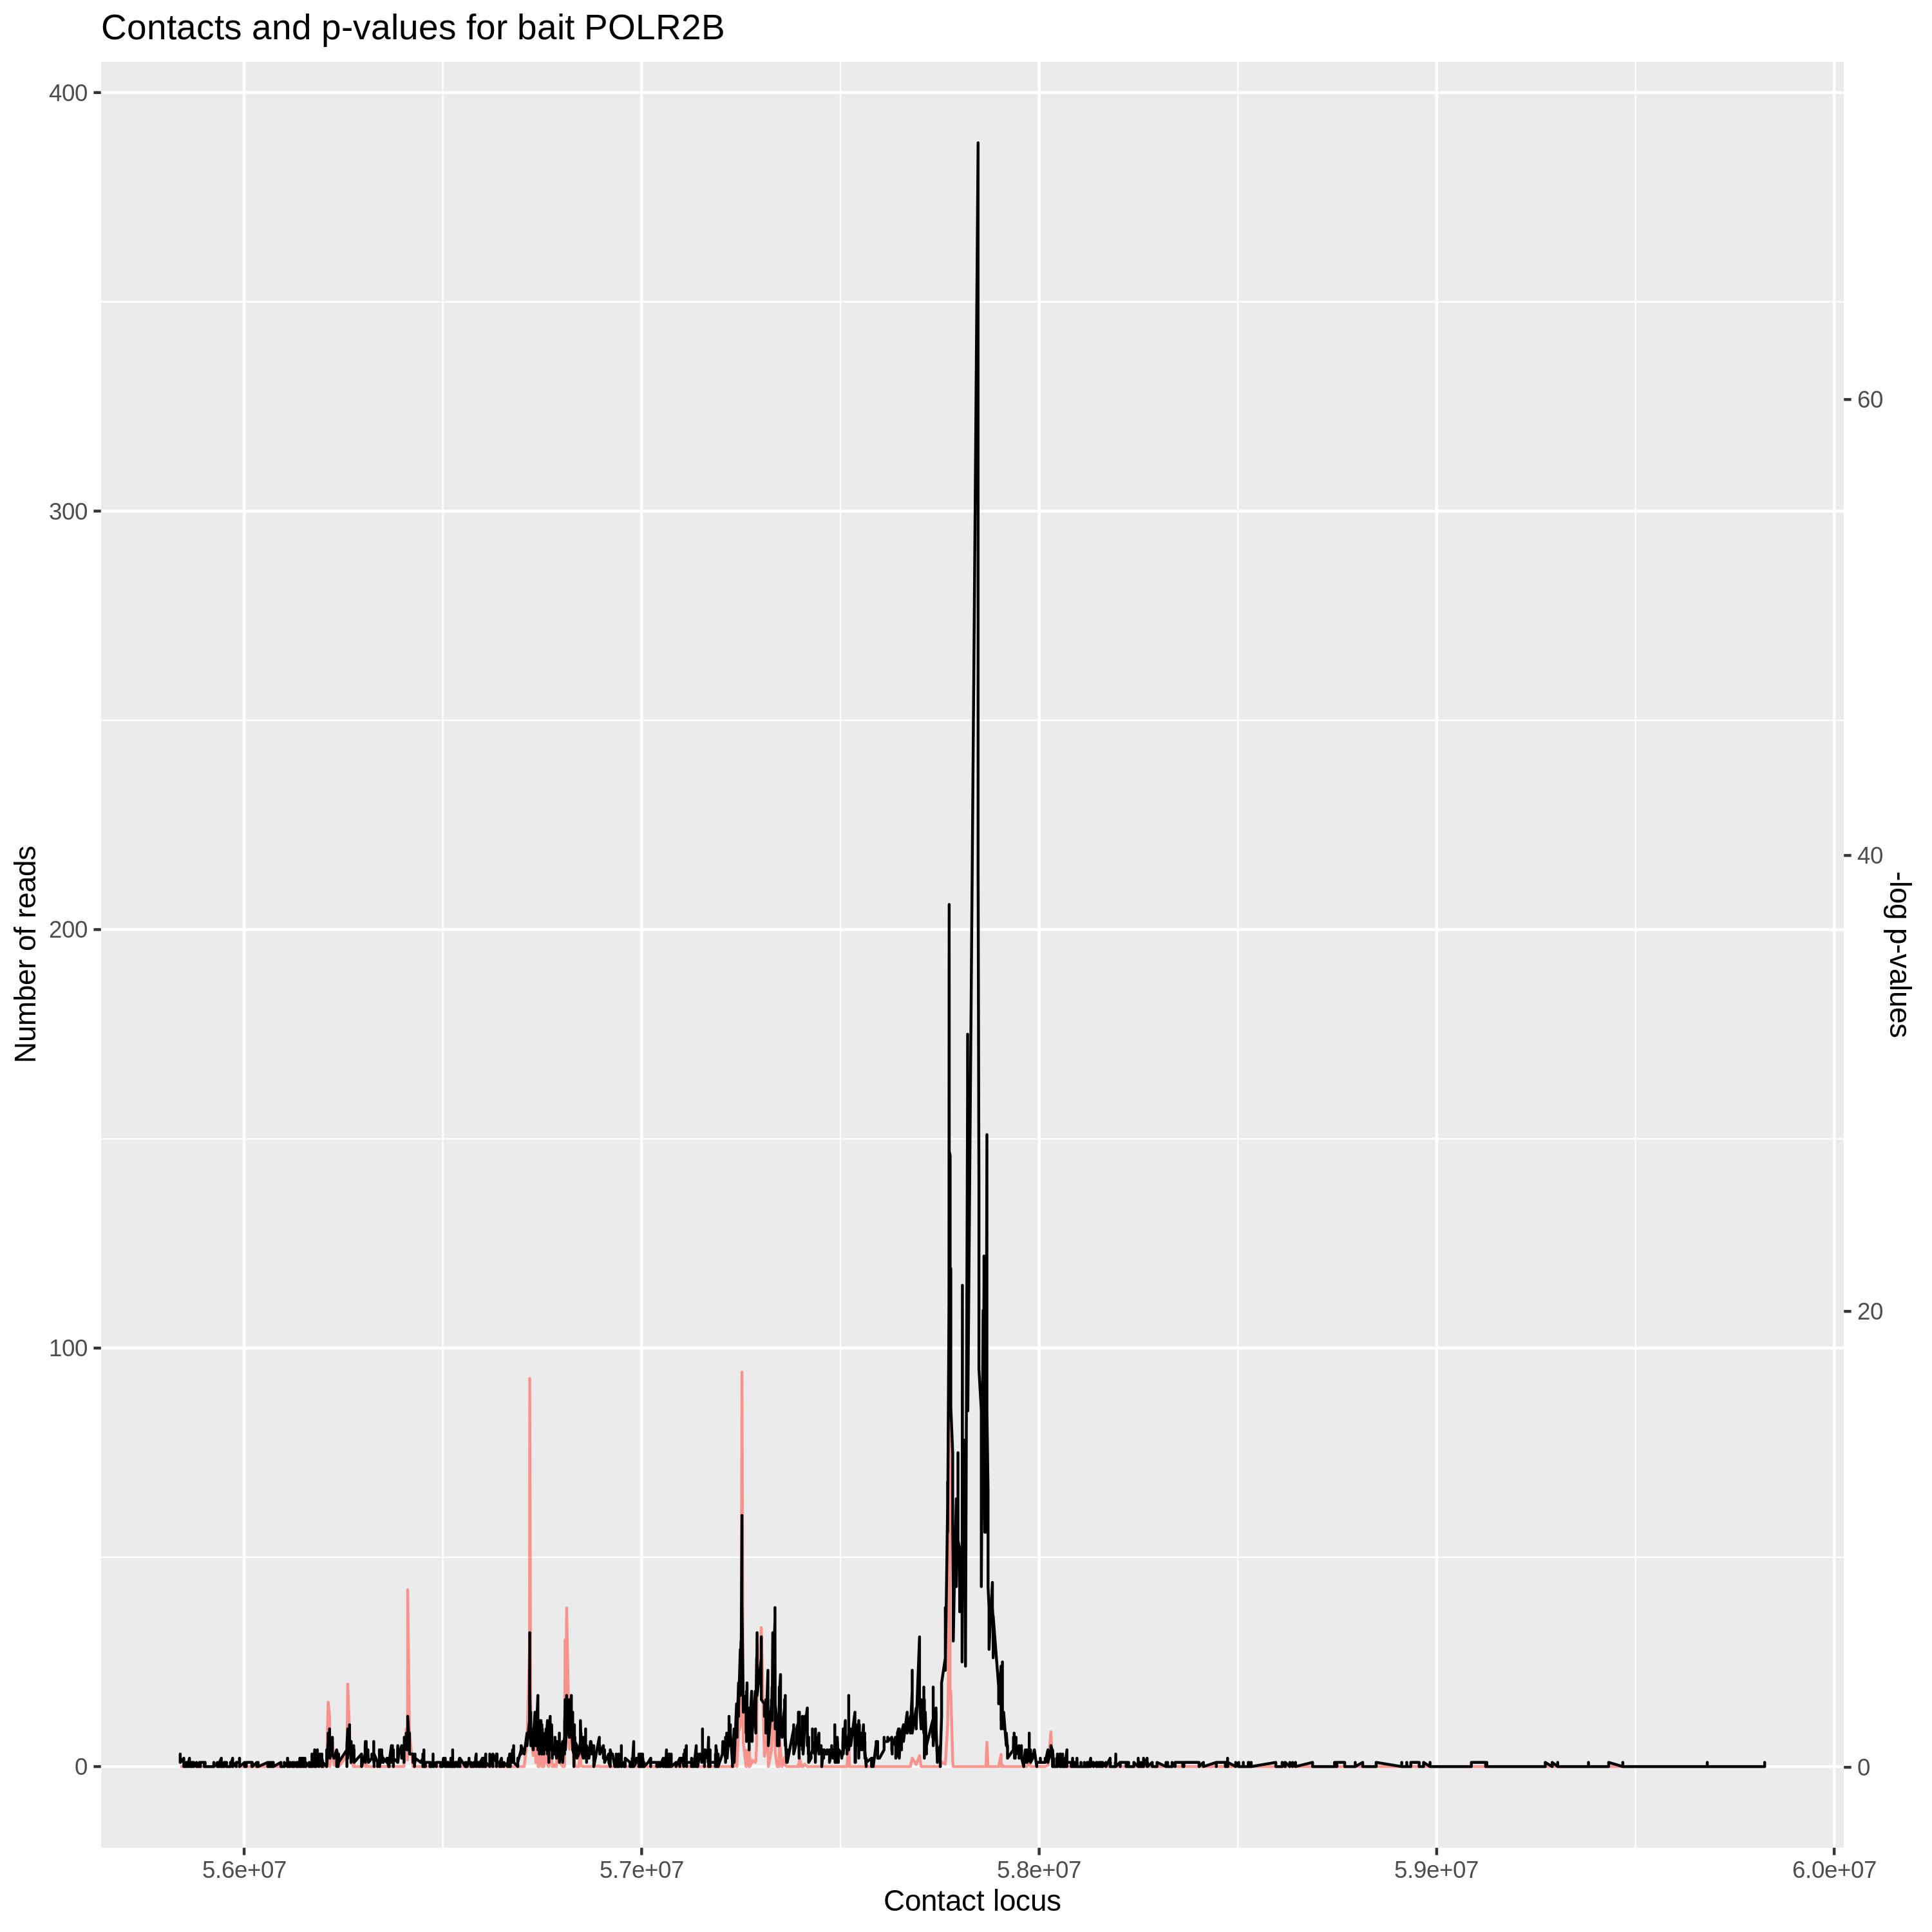 Contacts and p-values for bait POLR2B
400
300
200
100
0
Number of reads
60
40
20
0
-log p-values
5.6e+07 5.7e+07 5.8e+07 5.9e+07 6.0e+07
Contact locus